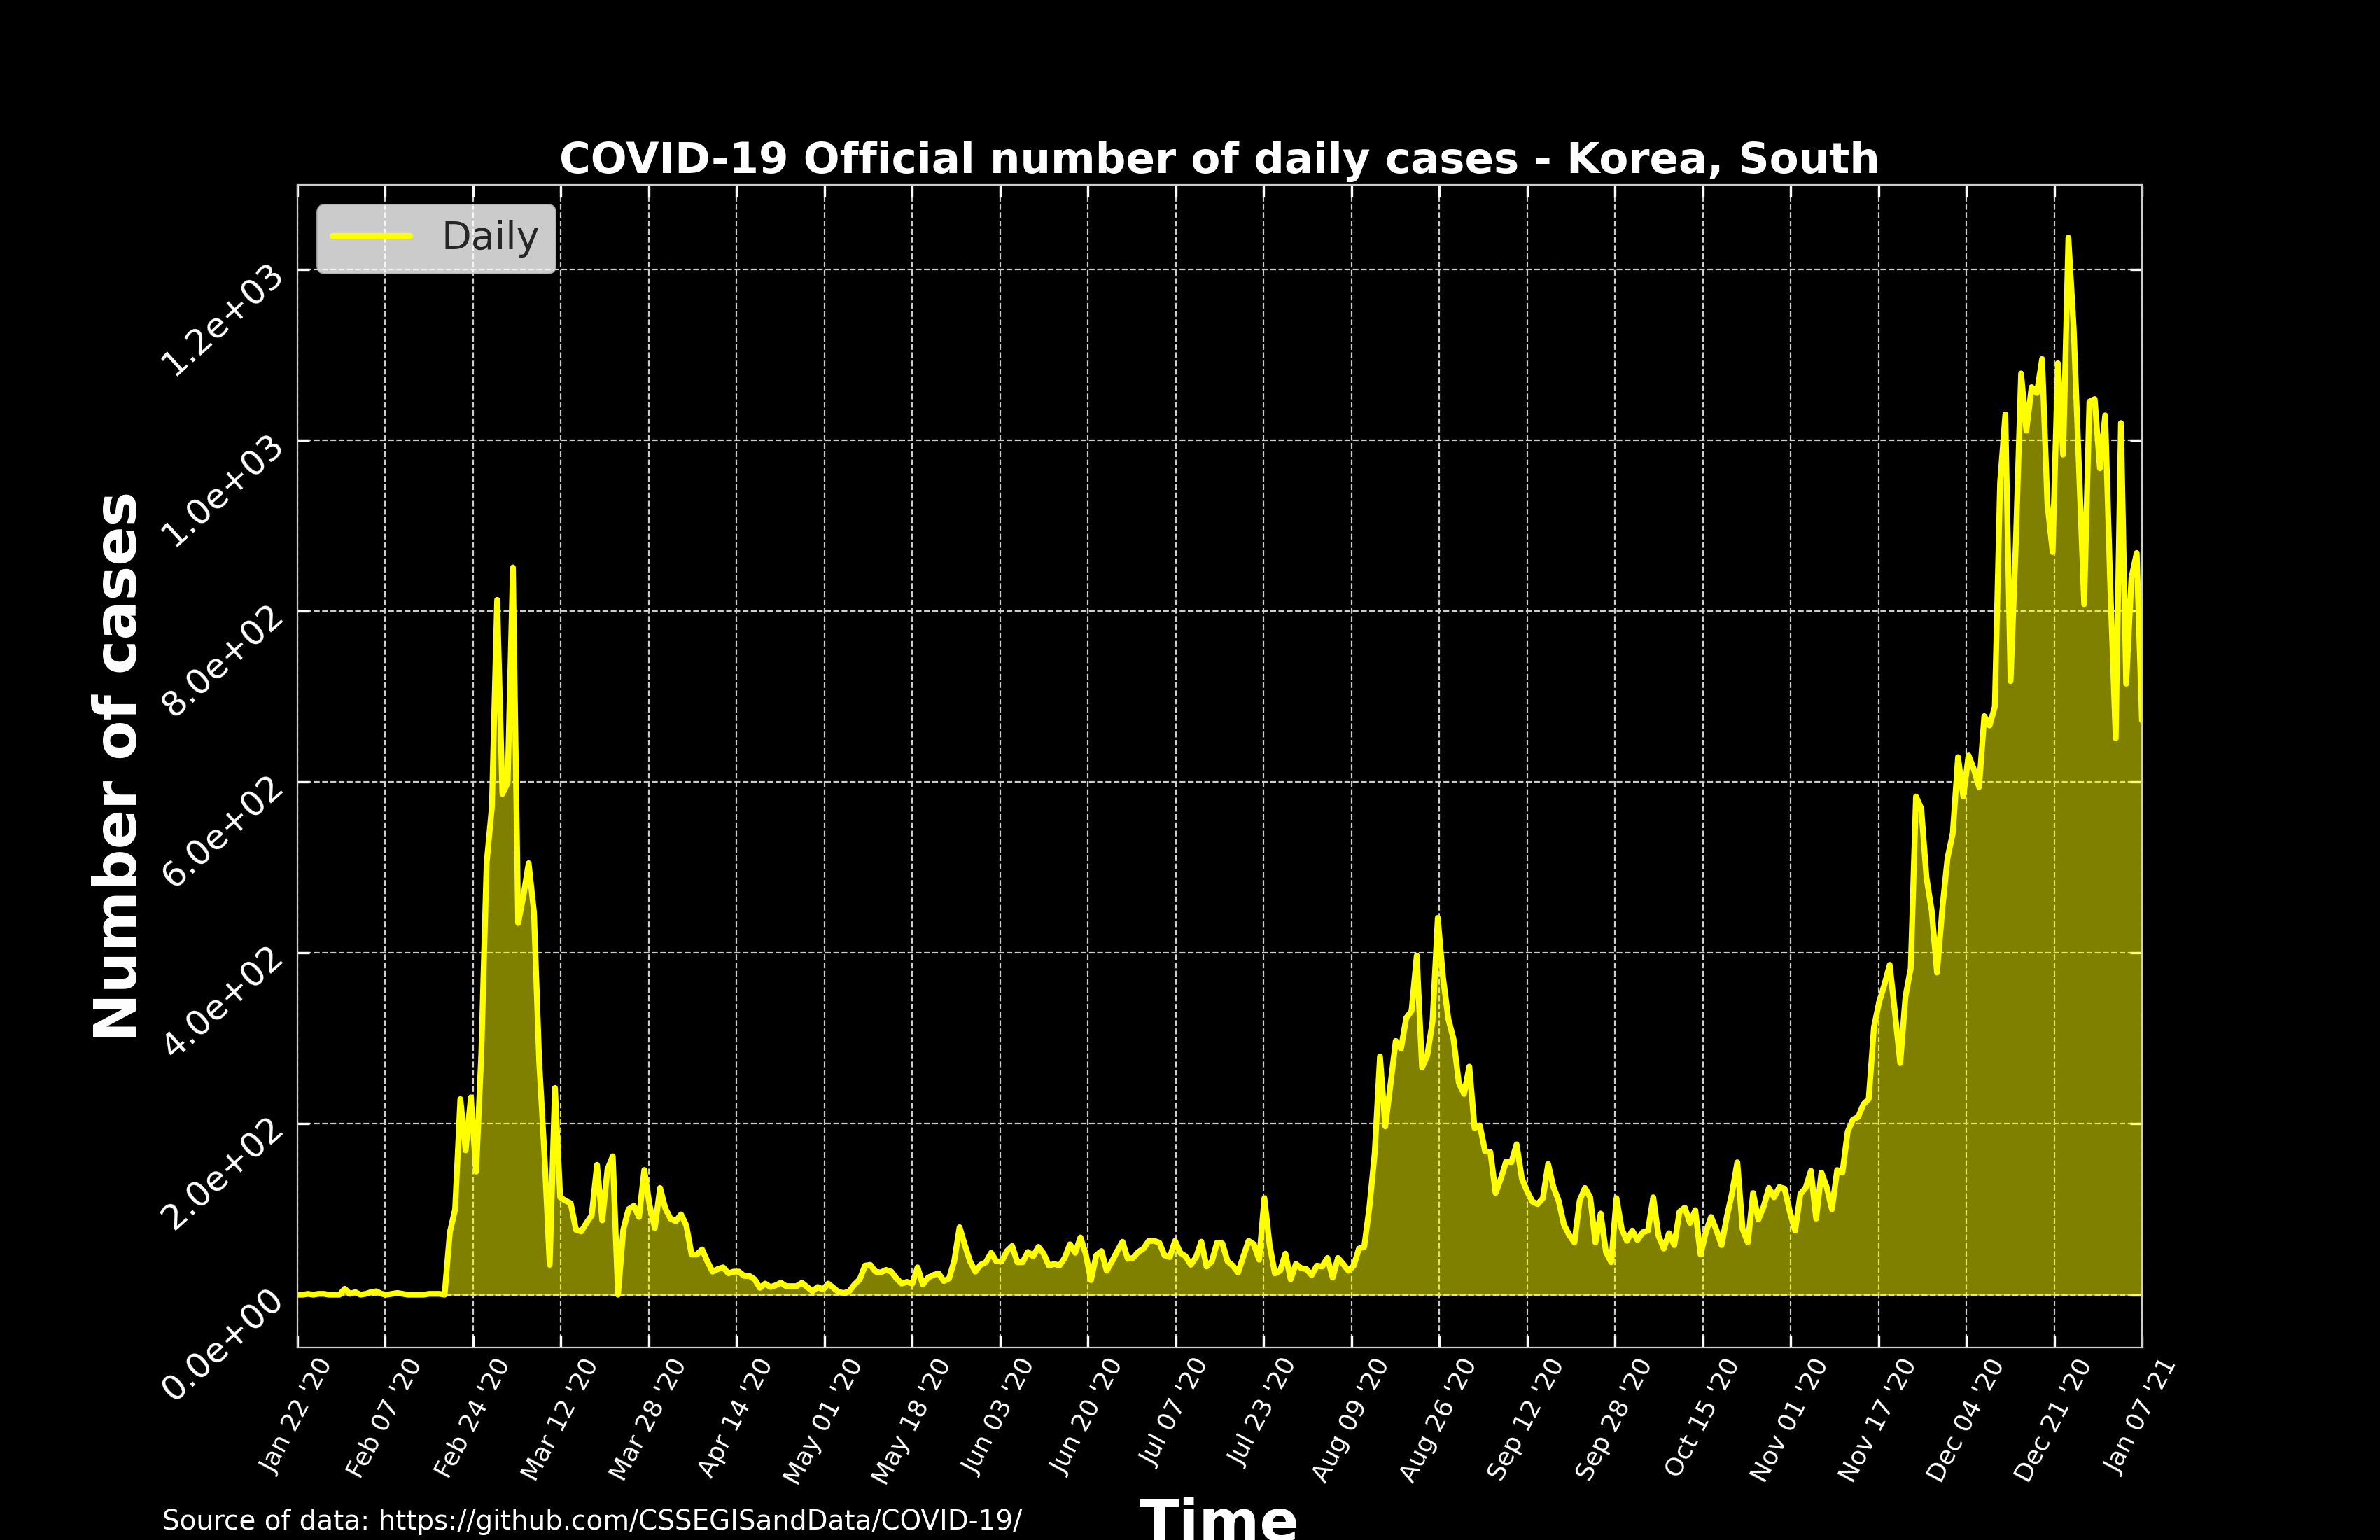 COVID-19 Official number of daily cases - Korea, South
Daily
Number of cases
1.2e+03
1.0e+03
8.0e+02
6.0e+02
4.0e+02
2.0e+02
0.0e+00
Jan 22 '20
Feb 07 '20
Feb 24 '20
Mar 12 '20
Mar 28 '20
Apr 14 '20
May 01 '20
May 18 '20
Jun 03 '20
Jun 20 '20
Jul 07 '20
Jul 23 '20
Aug 09 '20
Aug 26 '20
Sep 12 '20
Sep 28 '20
Oct 15 '20
Nov 01 '20
Nov 17 '20
Dec 04 '20
Dec 21 '20
Jan 07 '21
Time
Source of data: https://github.com/CSSEGISandData/COVID-19/